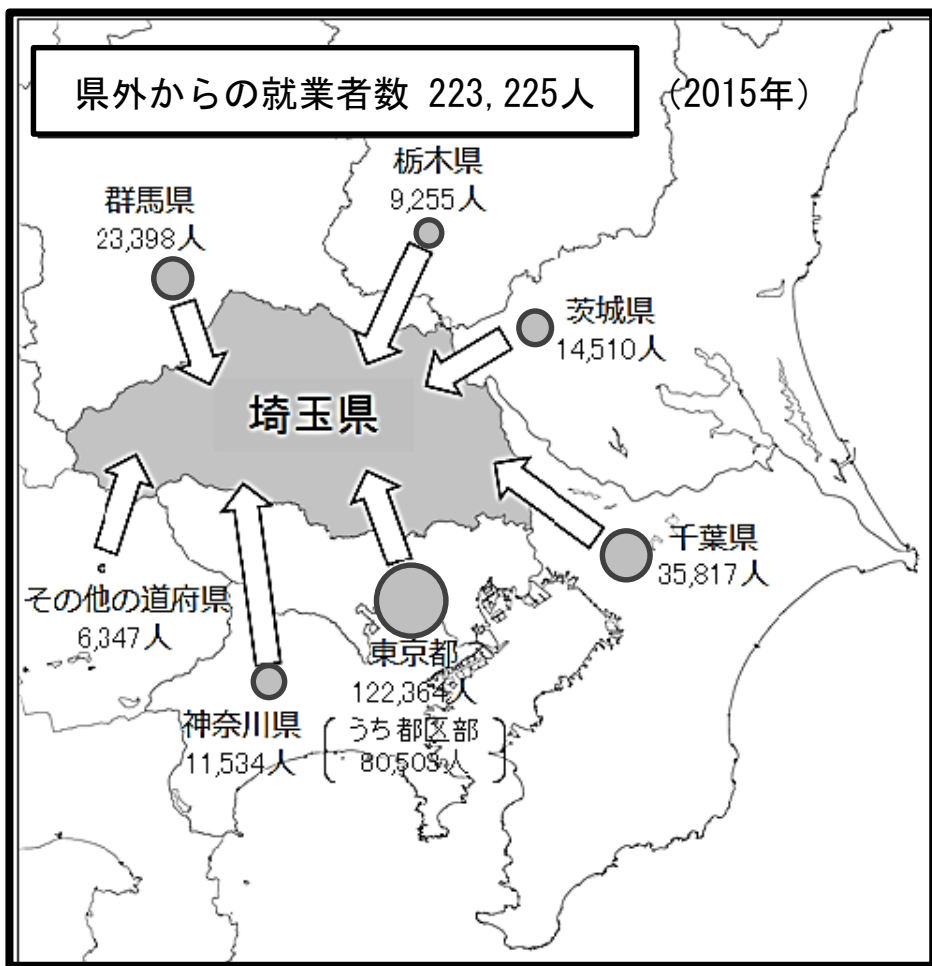 県外からの就業者数 223,225人
(2015年)
栃木県
9,255人
群馬県
23,398人
茨城県
14,510人
埼玉県
千葉県
35,817人
その他の道府県
6,347人
東京都
122,364人
うち都区部
80,503人
神奈川県
11,534人